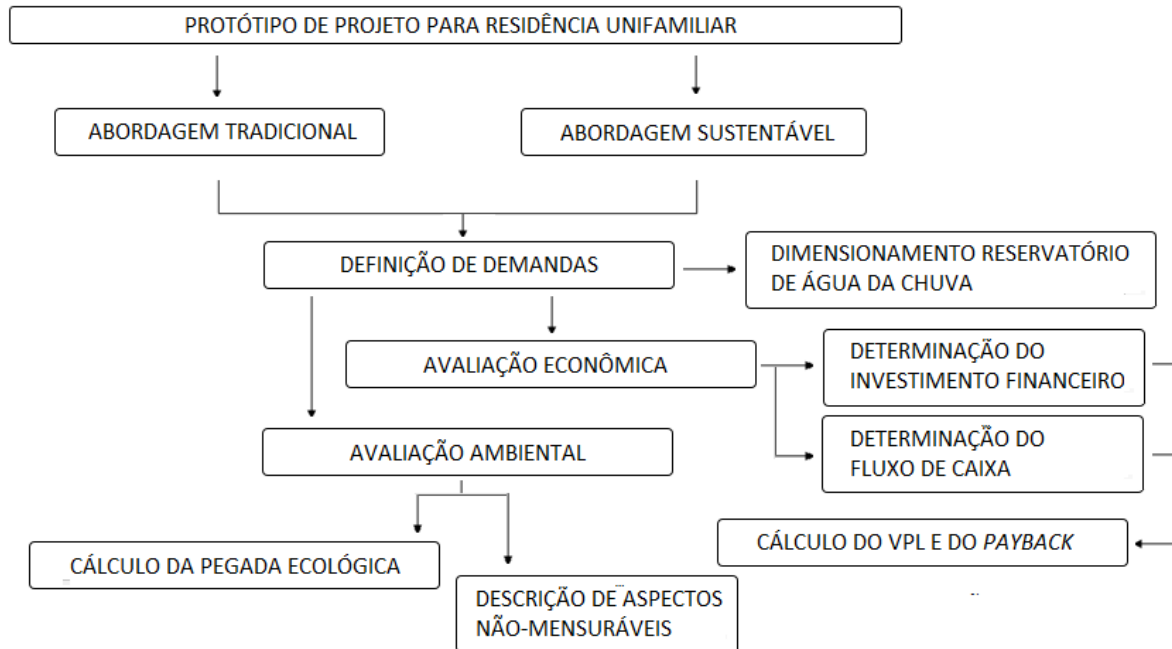 PROTÓTIPO DE PROJETO PARA RESIDÊNCIA UNIFAMILIAR
ABORDAGEM TRADICIONAL
ABORDAGEM SUSTENTÁVEL
DEFINIÇÃO DE DEMANDAS
DIMENSIONAMENTO RESERVATÓRIO
DE ÁGUA DA CHUVA
AVALIAÇÃO ECONÔMICA
DETERMINAÇÃO DO
INVESTIMENTO FINANCEIRO
DETERMINAÇÃO DO
FLUXO DE CAIXA
AVALIAÇÃO AMBIENTAL
CÁLCULO DO VPL E DO PAYBACK
CÁLCULO DA PEGADA ECOLÓGICA
DESCRIÇÃO DE ASPECTOS
NÃO-MENSURÁVEIS